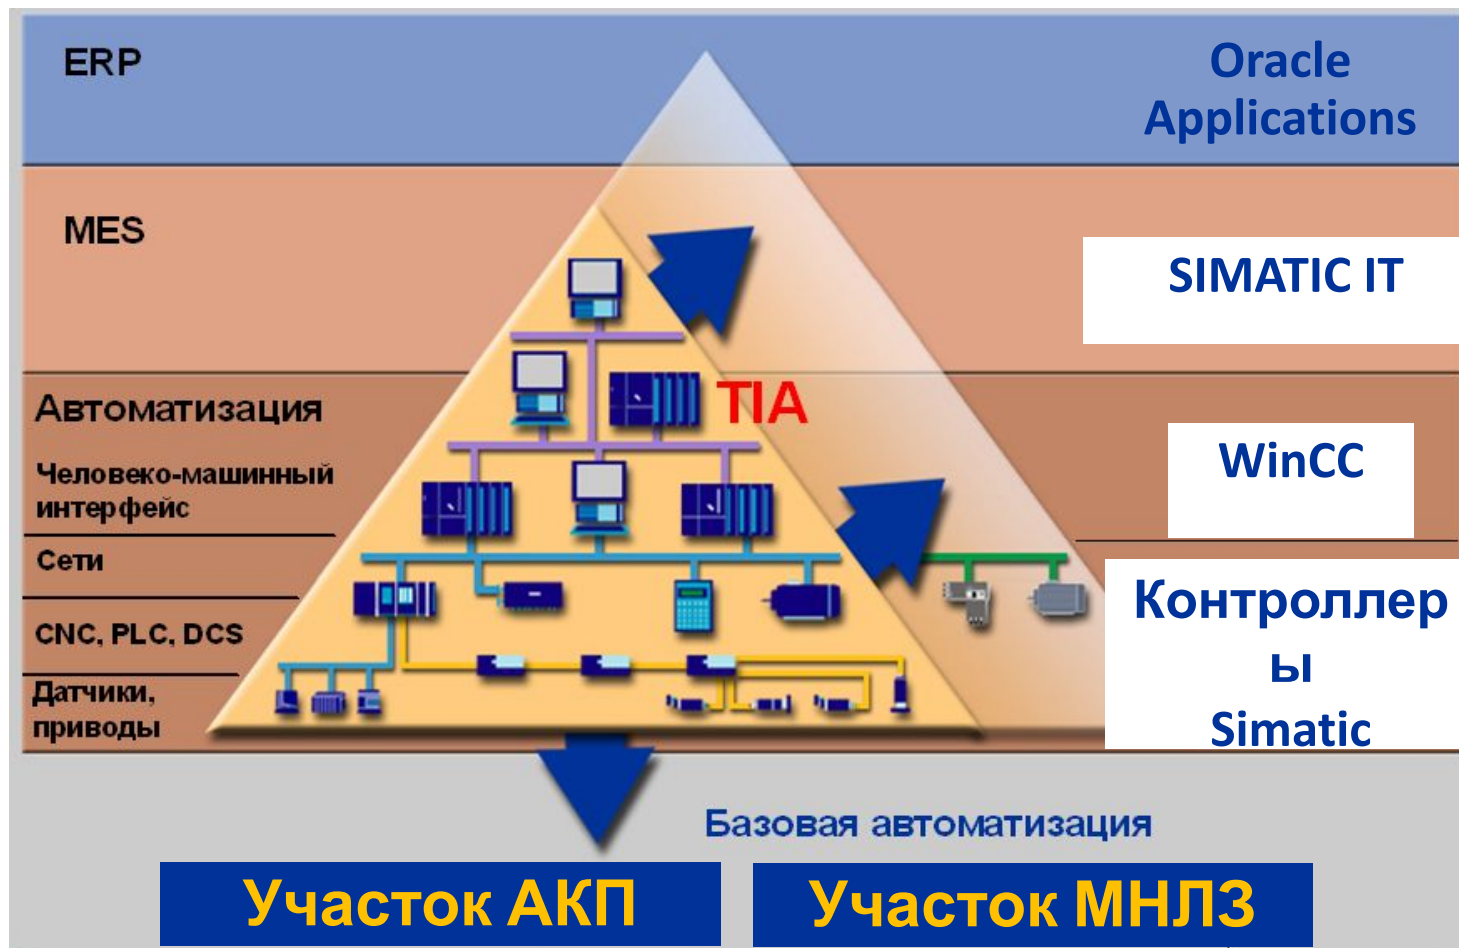 ERP
Oracle
Applications
MES
SIMATIC IT
TIA
Автоматизация
Человеко-машинный
интерфейс
WinCC
Сети
CNC, PLC, DCS
Датчики,
приводы
Контроллер
ы
Simatic
Базовая автоматизация
Участок АКП
Участок МНЛЗ